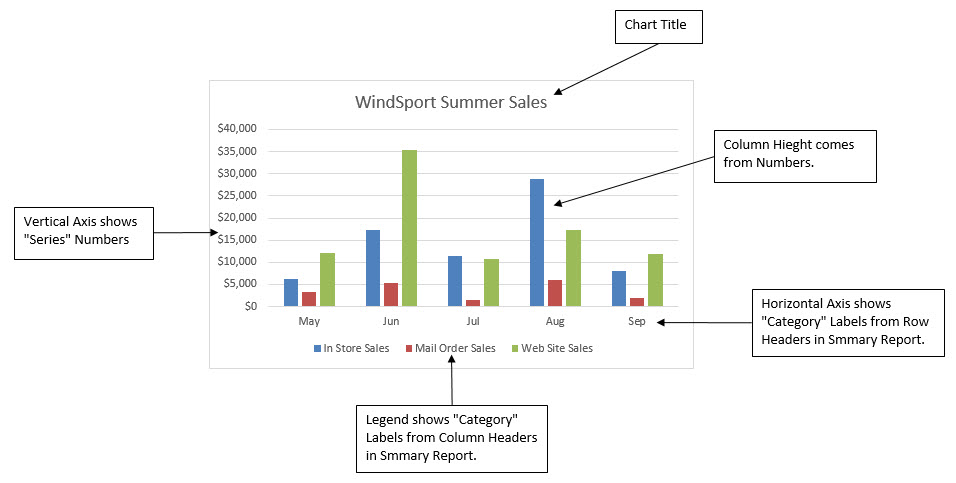 Chart Title
WindSport Summer Sales
$40,000
$35,000
$30,000
$25,000
$20,000
$15,000
$10,000
$5,000
$0
May Jun Jul Aug Sep
In Store Sales Mail Order Sales Web Site Sales
Column Hieght comes
from Numbers.
Vertical Axis shows
"Series" Numbers
Horizontal Axis shows
"Category" Labels from Row
Headers in Smmary Report.
Legend shows "Category"
Labels from Column Headers
in Smmary Report.